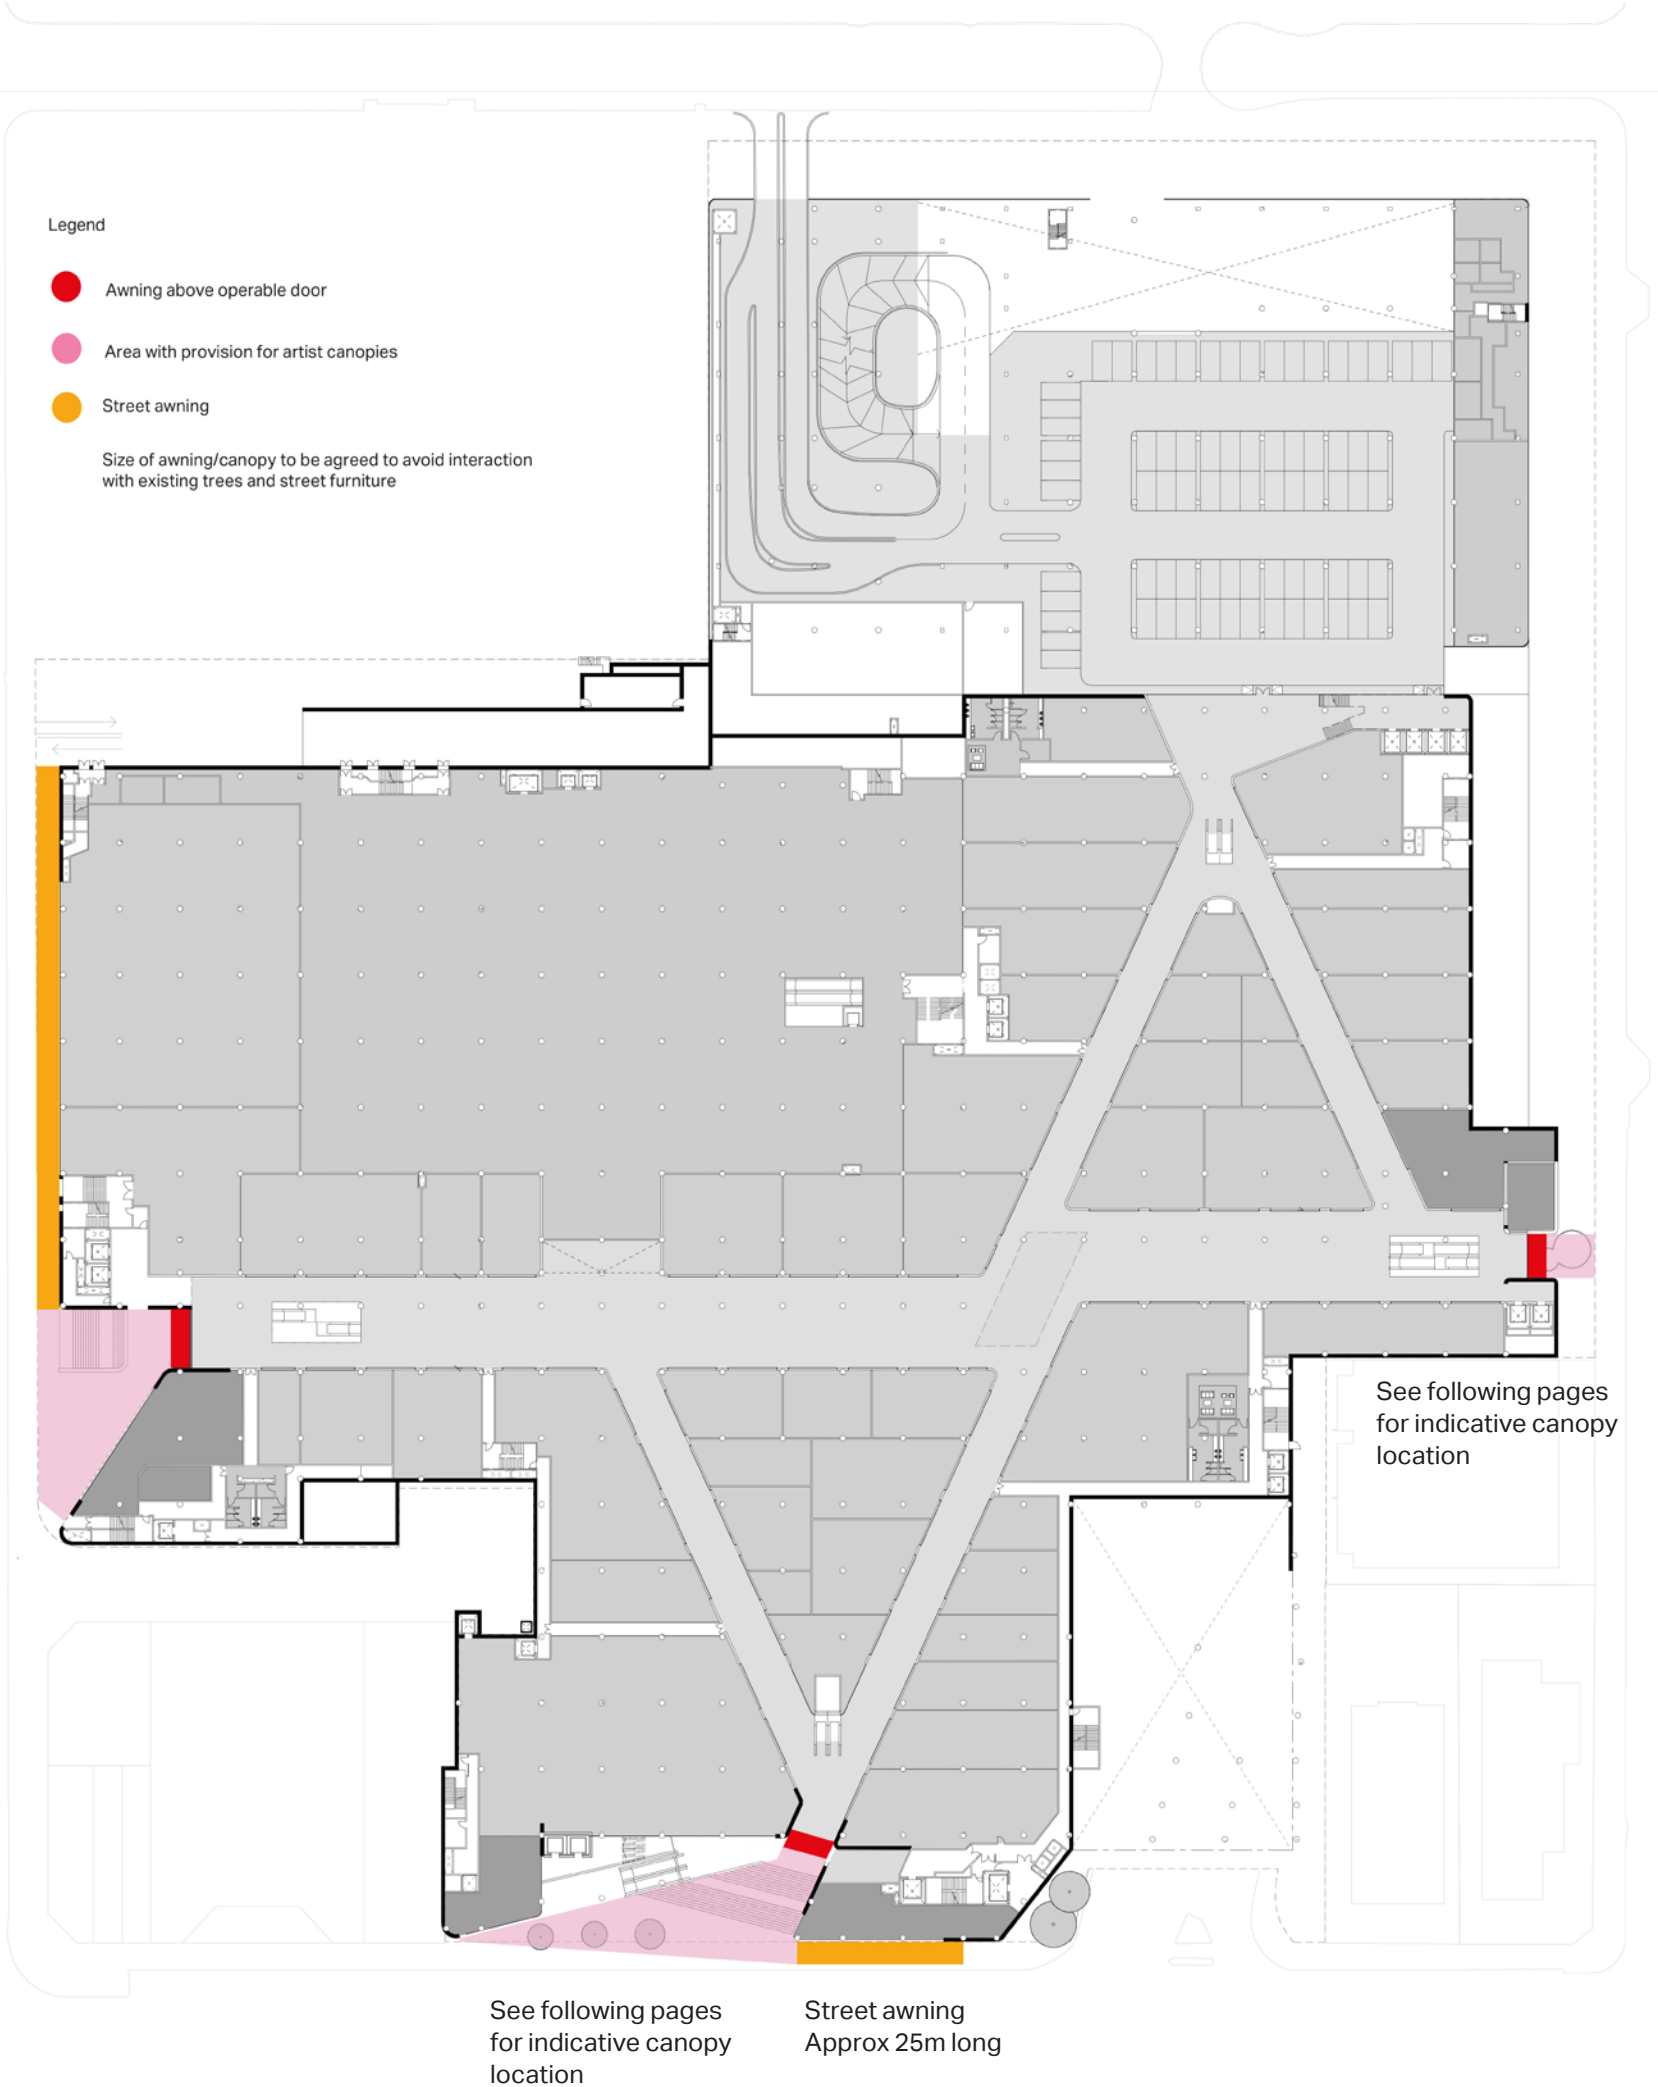 Legend
Awning above operable door
Area with provision for artist canopies
Street awning
Size of awning/canopy to be agreed to avoid interaction
with existing trees and street furniture
See following pages
for indicative canopy
location
See following pages
for indicative canopy
location
Street awning
Approx 25m long